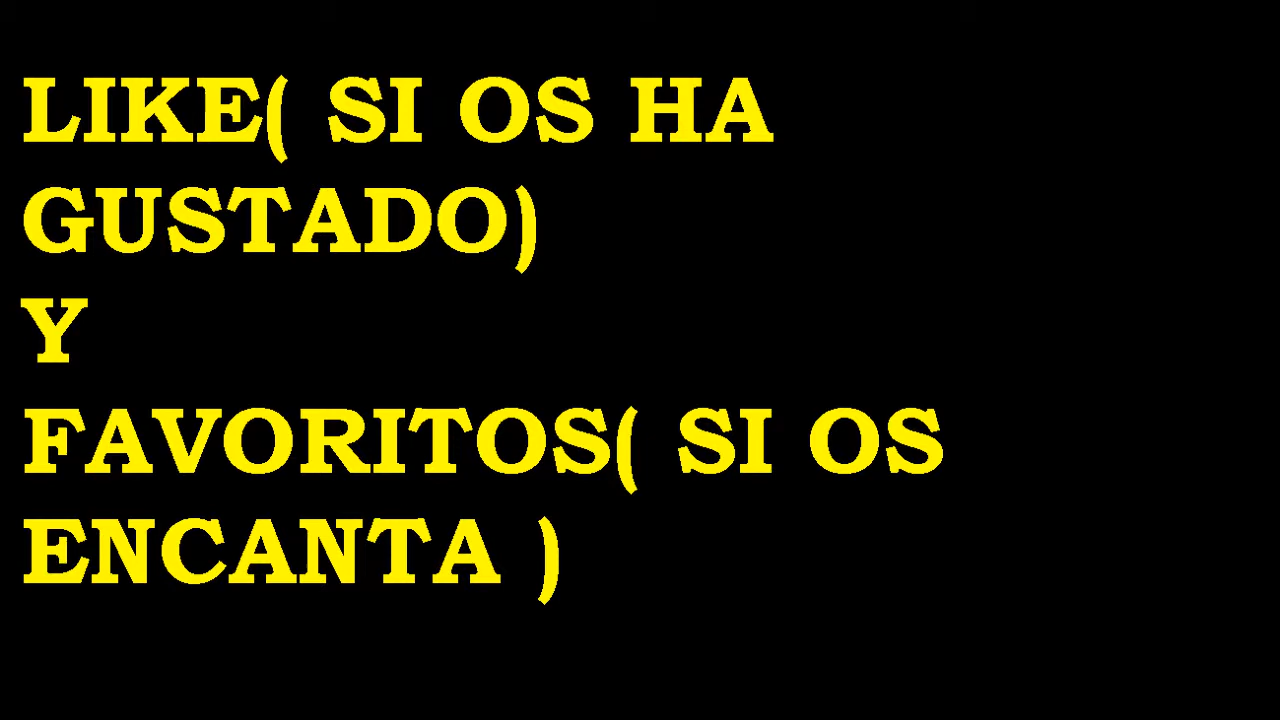 LIKE( SI OS HA
GUSTADO)
Y
FAVORITOS( SI OS
ENCANTA )